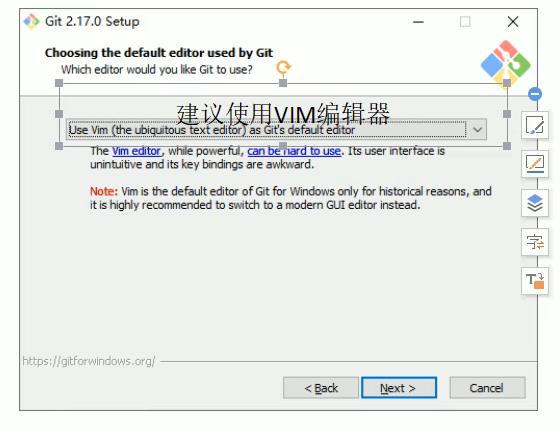 Git 2.17.0 Setup
Choosing the default editor used by Git
Which editor would you like Git to use?
建议使用VIM编辑器
Use Vim (the ubiquitous text editor) as Git's default editor
The Vim editor, while powerful, can be hard to use. Its user interface is
unintuitive and its key bindings are awkward.
Note: Vim is the default editor of Git for Windows only for historical reasons, and
it is highly recommended to switch to a modern GUI editor instead.
https://gitforwindows.org/
< Back
Next >
Cancel
字
T